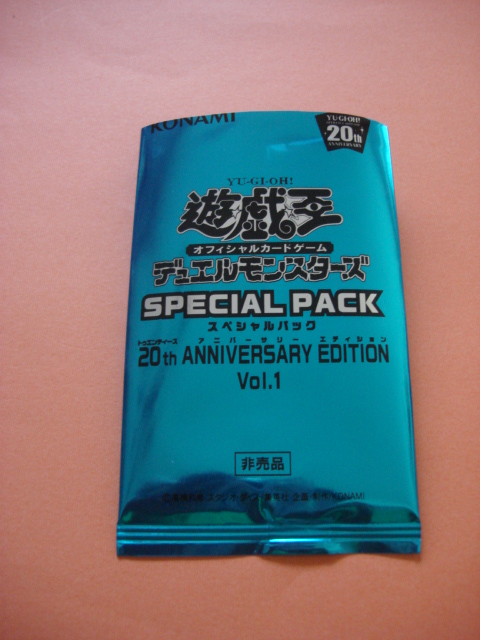 KONAMI
YU-GI-OH!
20th
ANNIVERSARY
YU-GI-OH!
遊戯王
オフィシャルカードゲーム
デュエルモンスターズ
SPECIAL PACK
スペシャルパック
トゥエンティース アニバーサリー エディション
20th ANNIVERSARY EDITION
Vol.1
非売品
KONAMI